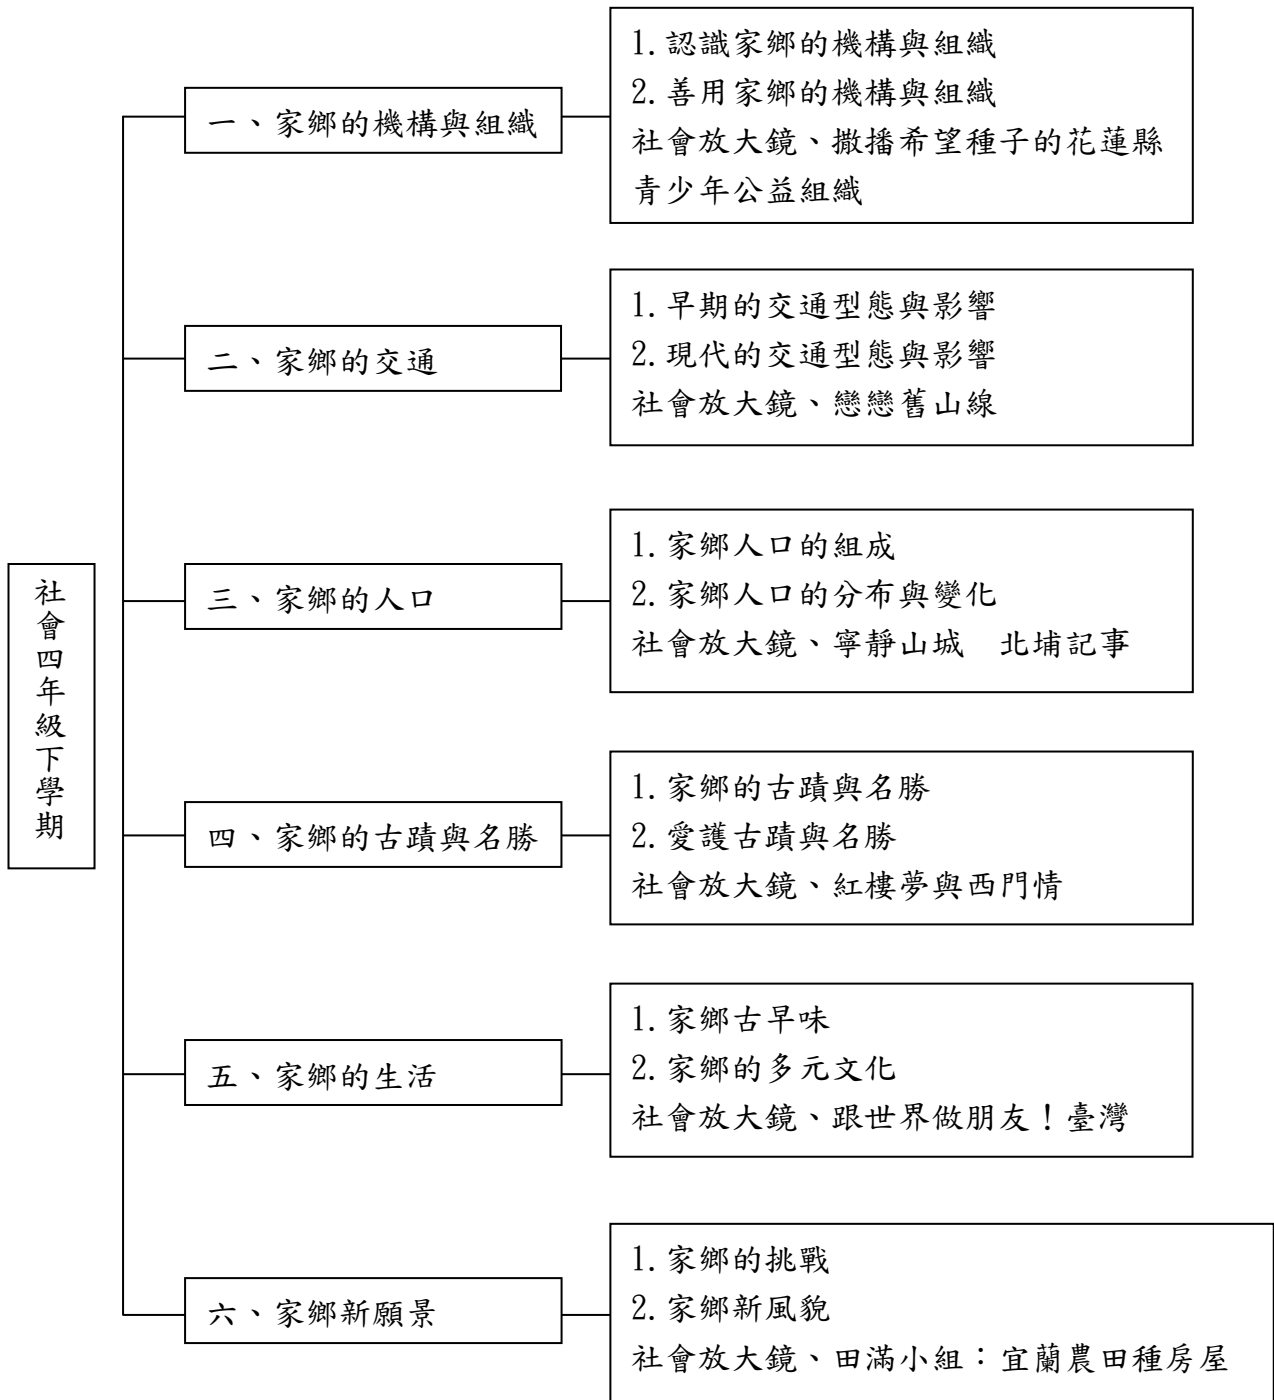 社會四年級下學期
一、家鄉的機構與組織
1.認識家鄉的機構與組織
2.善用家鄉的機構與組織
社會放大鏡、撒播希望種子的花蓮縣
青少年公益組織
二、家鄉的交通
1.早期的交通型態與影響
2.現代的交通型態與影響
社會放大鏡、戀戀舊山線
三、家鄉的人口
1.家鄉人口的組成
2.家鄉人口的分布與變化
社會放大鏡、寧靜山城　北埔記事
四、家鄉的古蹟與名勝
1.家鄉的古蹟與名勝
2.愛護古蹟與名勝
社會放大鏡、紅樓夢與西門情
五、家鄉的生活
1.家鄉古早味
2.家鄉的多元文化
社會放大鏡、跟世界做朋友！臺灣
六、家鄉新願景
1.家鄉的挑戰
2.家鄉新風貌
社會放大鏡、田滿小組：宜蘭農田種房屋